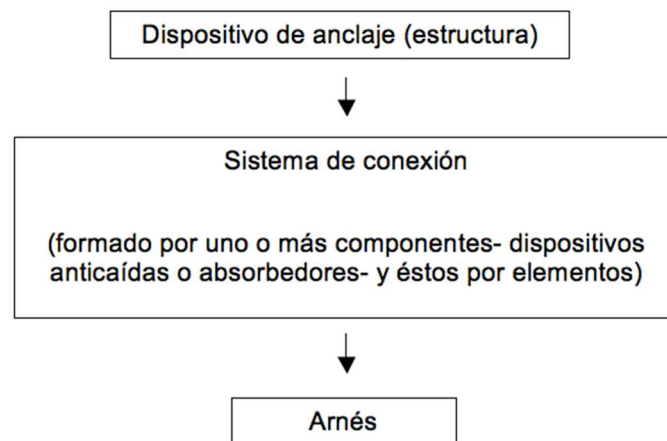 Dispositivo de anclaje (estructura)
Sistema de conexión
(formado por uno o más componentes- dispositivos
anticaídas o absorbedores- y éstos por elementos)
Arnés